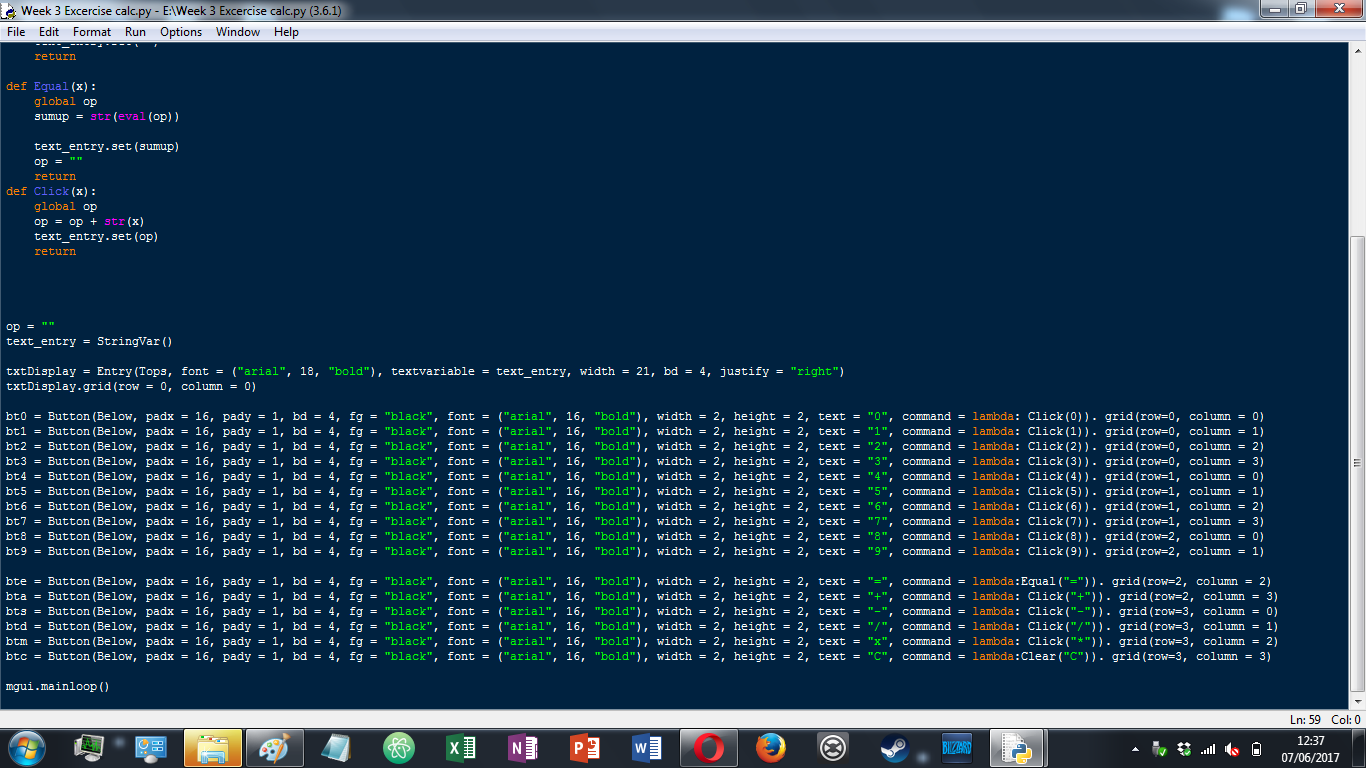 Week 3 Excercise calc.py - E:\Week 3 Excercise calc.py (3.6.1)
File Edit Format Run Options Window Help
return
def Equal(x):
global op
sumup = str(eval(op))
text_entry.set(sumup)
op = ""
return
def Click(x):
global op
op = op + str(x)
text_entry.set(op)
return
op = ""
text_entry = StringVar()
txtDisplay = Entry(Tops, font = ("arial", 18, "bold"), textvariable = text_entry, width = 21, bd = 4, justify = "right")
txtDisplay.grid(row = 0, column = 0)
bt0 = Button(Below, padx = 16, pady = 1, bd = 4, fg = "black", font = ("arial", 16, "bold"), width = 2, height = 2, text = "0", command = lambda: Click(0)). grid(row=0, column = 0)
bt1 = Button(Below, padx = 16, pady = 1, bd = 4, fg = "black", font = ("arial", 16, "bold"), width = 2, height = 2, text = "1", command = lambda: Click(1)). grid(row=0, column = 1)
bt2 = Button(Below, padx = 16, pady = 1, bd = 4, fg = "black", font = ("arial", 16, "bold"), width = 2, height = 2, text = "2", command = lambda: Click(2)). grid(row=0, column = 2)
bt3 = Button(Below, padx = 16, pady = 1, bd = 4, fg = "black", font = ("arial", 16, "bold"), width = 2, height = 2, text = "3", command = lambda: Click(3)). grid(row=0, column = 3)
bt4 = Button(Below, padx = 16, pady = 1, bd = 4, fg = "black", font = ("arial", 16, "bold"), width = 2, height = 2, text = "4", command = lambda: Click(4)). grid(row=1, column = 0)
bt5 = Button(Below, padx = 16, pady = 1, bd = 4, fg = "black", font = ("arial", 16, "bold"), width = 2, height = 2, text = "5", command = lambda: Click(5)). grid(row=1, column = 1)
bt6 = Button(Below, padx = 16, pady = 1, bd = 4, fg = "black", font = ("arial", 16, "bold"), width = 2, height = 2, text = "6", command = lambda: Click(6)). grid(row=1, column = 2)
bt7 = Button(Below, padx = 16, pady = 1, bd = 4, fg = "black", font = ("arial", 16, "bold"), width = 2, height = 2, text = "7", command = lambda: Click(7)). grid(row=1, column = 3)
bt8 = Button(Below, padx = 16, pady = 1, bd = 4, fg = "black", font = ("arial", 16, "bold"), width = 2, height = 2, text = "8", command = lambda: Click(8)). grid(row=2, column = 0)
bt9 = Button(Below, padx = 16, pady = 1, bd = 4, fg = "black", font = ("arial", 16, "bold"), width = 2, height = 2, text = "9", command = lambda: Click(9)). grid(row=2, column = 1)
bte = Button(Below, padx = 16, pady = 1, bd = 4, fg = "black", font = ("arial", 16, "bold"), width = 2, height = 2, text = "=", command = lambda:Equal("=")). grid(row=2, column = 2)
bta = Button(Below, padx = 16, pady = 1, bd = 4, fg = "black", font = ("arial", 16, "bold"), width = 2, height = 2, text = "+", command = lambda: Click("+")). grid(row=2, column = 3)
bts = Button(Below, padx = 16, pady = 1, bd = 4, fg = "black", font = ("arial", 16, "bold"), width = 2, height = 2, text = "-", command = lambda: Click("-")). grid(row=3, column = 0)
btd = Button(Below, padx = 16, pady = 1, bd = 4, fg = "black", font = ("arial", 16, "bold"), width = 2, height = 2, text = "/", command = lambda: Click("/")). grid(row=3, column = 1)
btm = Button(Below, padx = 16, pady = 1, bd = 4, fg = "black", font = ("arial", 16, "bold"), width = 2, height = 2, text = "x", command = lambda: Click("*")). grid(row=3, column = 2)
btc = Button(Below, padx = 16, pady = 1, bd = 4, fg = "black", font = ("arial", 16, "bold"), width = 2, height = 2, text = "C", command = lambda:Clear("C")). grid(row=3, column = 3)
mgui.mainloop()
Ln: 59 Col: 0
BLIZZARD
12:37
07/06/2017